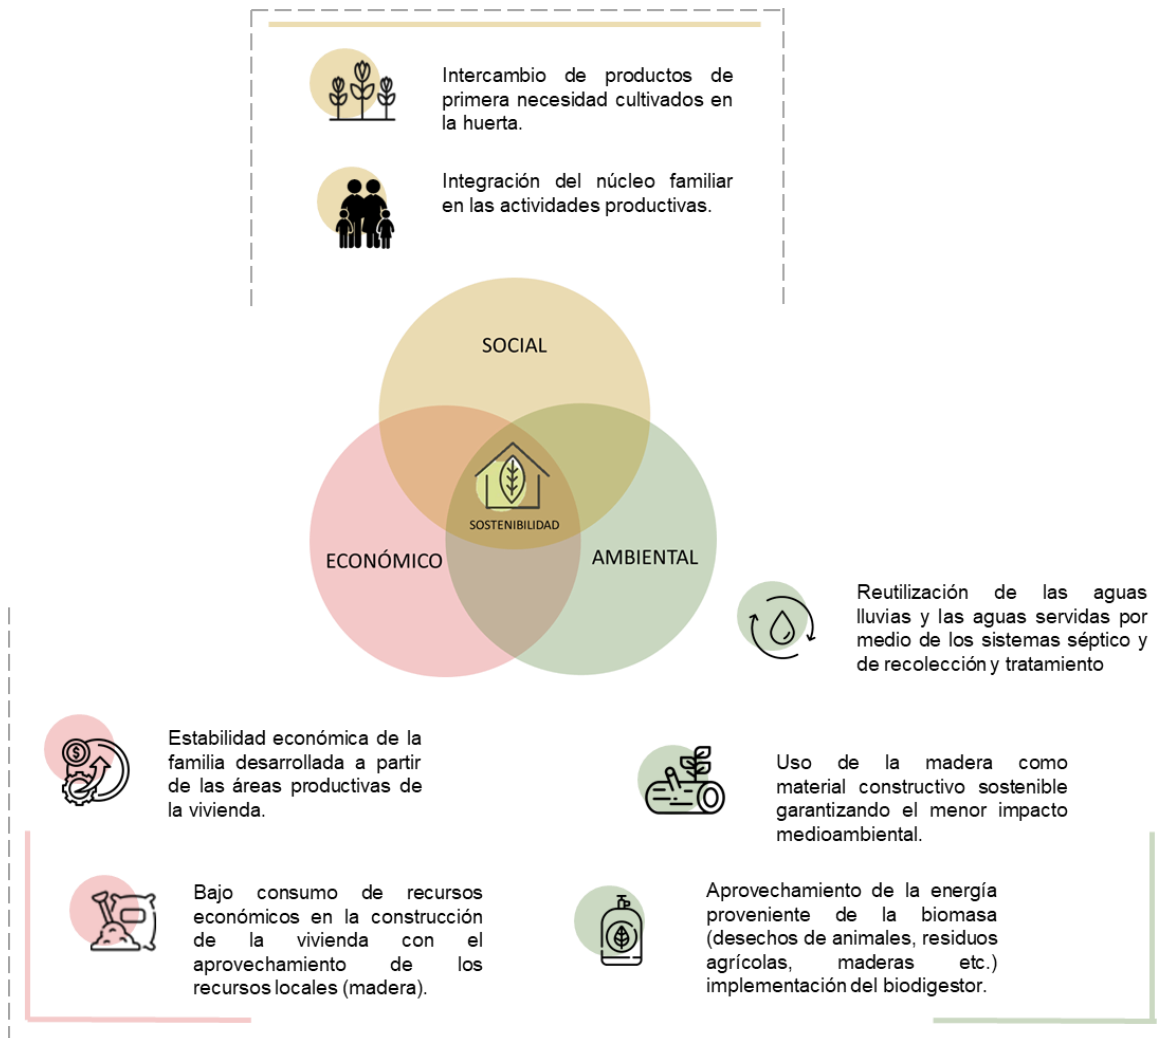 Intercambio de productos de
primera necesidad cultivados en
la huerta.
Integración del núcleo familiar
en las actividades productivas.
SOCIAL
SOSTENIBILIDAD
ECONÓMICO
AMBIENTAL
Reutilización de las aguas
lluvias y las aguas servidas por
medio de los sistemas séptico y
de recolección y tratamiento
Estabilidad económica de la
familia desarrollada a partir
de las áreas productivas de
la vivienda.
Uso de la madera como
material constructivo sostenible
garantizando el menor impacto
medioambiental.
Bajo consumo de recursos
económicos en la construcción
de la vivienda con el
aprovechamiento de los
recursos locales (madera).
Aprovechamiento de la energía
proveniente de la biomasa
(desechos de animales, residuos
agrícolas, maderas etc.)
implementación del biodigestor.
$